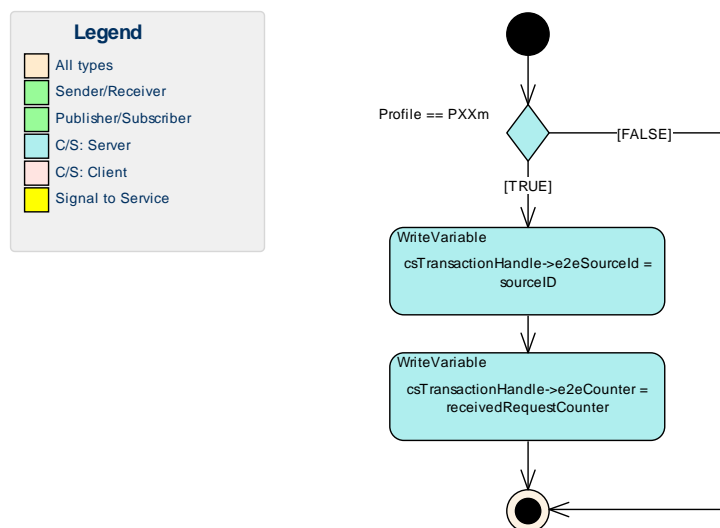 Legend
All types
Sender/Receiver
Publisher/Subscriber
C/S: Server
C/S: Client
Signal to Service
Profile == PXXm
[FALSE]
[TRUE]
WriteVariable
csTransactionHandle->e2eSourceId =
sourceID
WriteVariable
csTransactionHandle->e2eCounter =
receivedRequestCounter